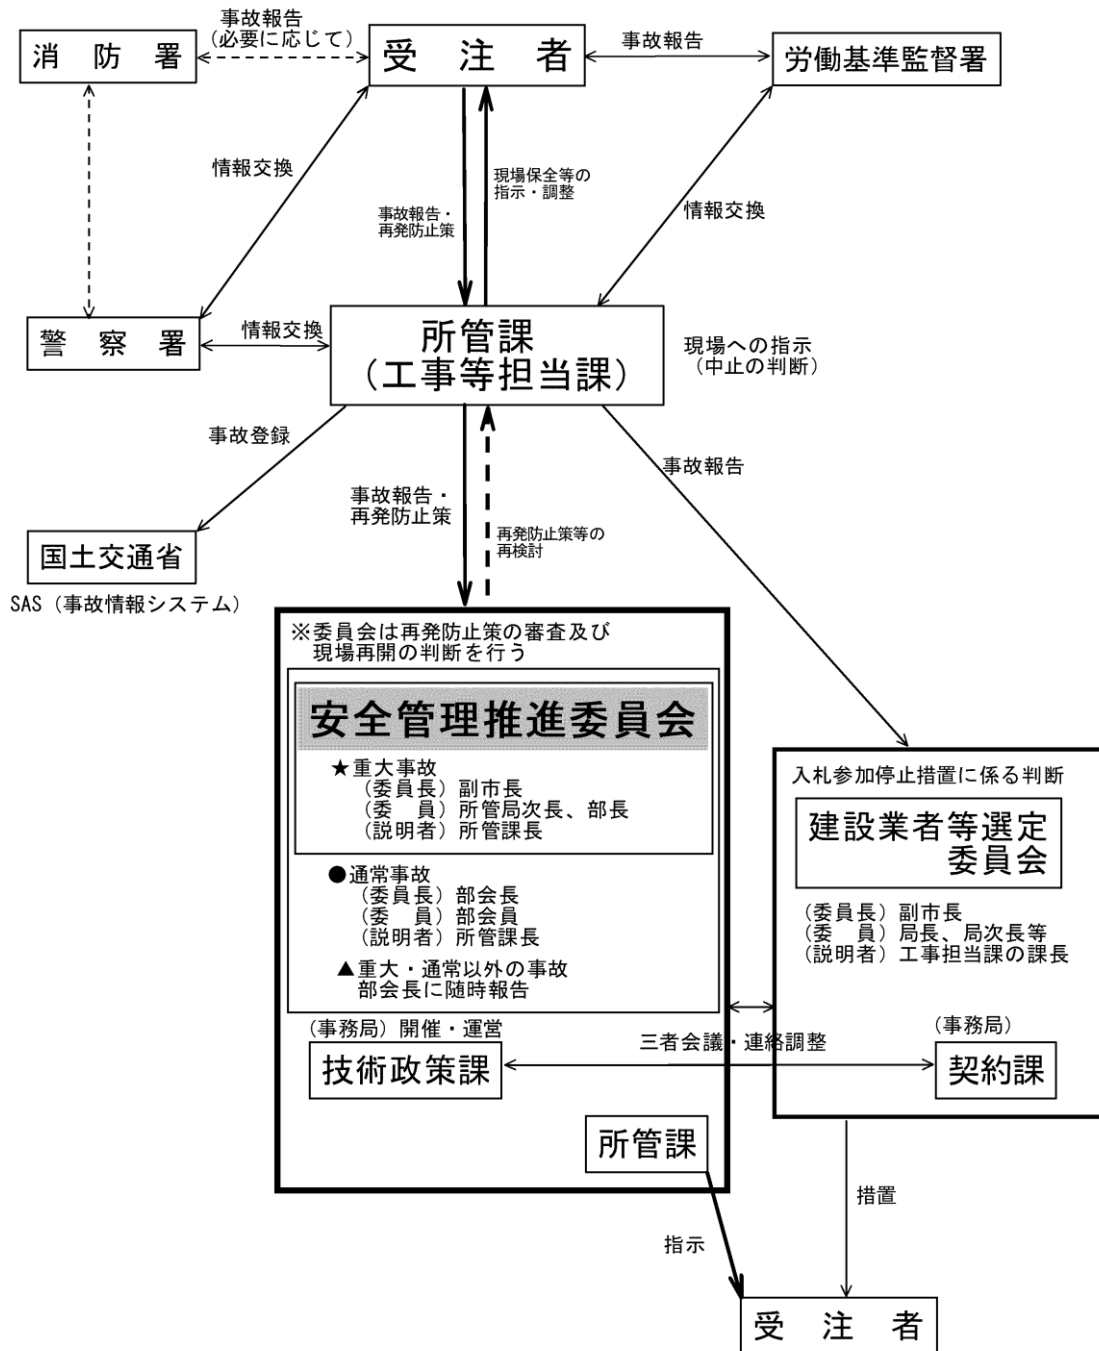 事故報告
（必要に応じて）
消　防　署
受　注　者
事故報告
労働基準監督署
情報交換
現場保全等の
指示・調整
事故報告・
再発防止策
情報交換
警　察　署
情報交換
所管課
（工事等担当課）
現場への指示
（中止の判断）
事故登録
事故報告
事故報告・
再発防止策
再発防止策等の
再検討
国土交通省
SAS（事故情報システム）
※委員会は再発防止策の審査及び
現場再開の判断を行う
安全管理推進委員会
★重大事故
（委員長）副市長
（委　員）所管局次長、部長
（説明者）所管課長
●通常事故
（委員長）部会長
（委　員）部会員
（説明者）所管課長
▲重大・通常以外の事故
部会長に随時報告
入札参加停止措置に係る判断
建設業者等選定
委員会
（委員長）副市長
（委　員）局長、局次長等
（説明者）工事担当課の課長
（事務局）開催・運営
技術政策課
三者会議・連絡調整
（事務局）
契約課
所管課
指示
措置
受　注　者